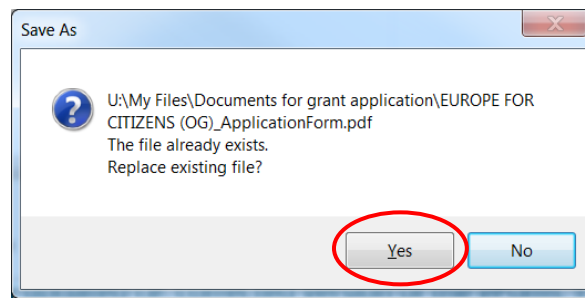 Save As
U:\My Files\Documents for grant application\EUROPE FOR
CITIZENS (OG)_ApplicationForm.pdf
The file already exists.
Replace existing file?
Yes
No